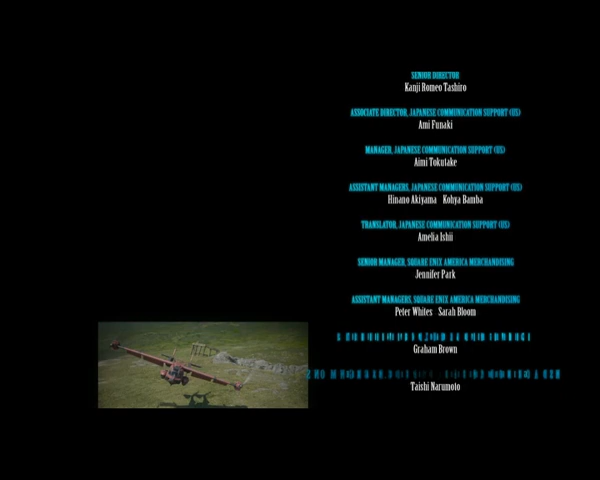 SENIOR DIRECTOR
Kanji Romeo Tashiro
ASSOCIATE DIRECTOR, JAPANESE COMMUNICATION SUPPORT (US)
Ami Funaki
MANAGER, JAPANESE COMMUNICATION SUPPORT (US)
Aimi Tokutake
ASSISTANT MANAGERS, JAPANESE COMMUNICATION SUPPORT (US)
Hinano Akiyama Kohya Bamba
TRANSLATOR, JAPANESE COMMUNICATION SUPPORT (US)
Amelia Ishii
SENIOR MANAGER, SQUARE ENIX AMERICA MERCHANDISING
Jennifer Park
ASSISTANT MANAGERS, SQUARE ENIX AMERICA MERCHANDISING
Peter Whites Sarah Bloom
Graham Brown
Taishi Narumoto